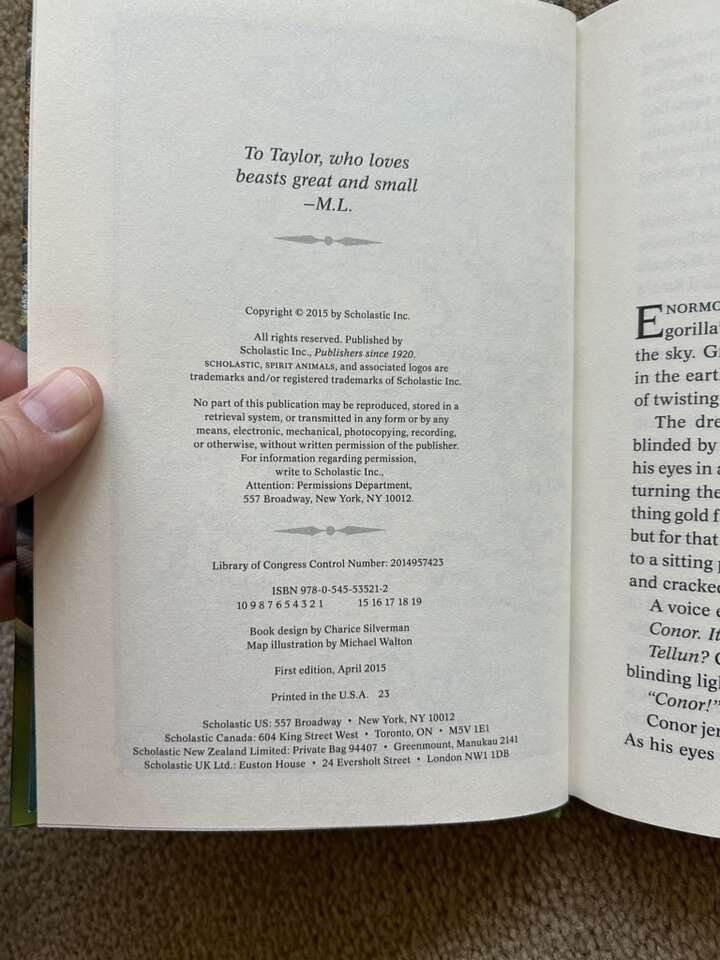 To Taylor, who loves
beasts great and small
–M.L.
Copyright © 2015 by Scholastic Inc.
All rights reserved. Published by
Scholastic Inc., Publishers since 1920.
SCHOLASTIC, SPIRIT ANIMALS, and associated logos are
trademarks and/or registered trademarks of Scholastic Inc.
No part of this publication may be reproduced, stored in a
retrieval system, or transmitted in any form or by any
means, electronic, mechanical, photocopying, recording,
or otherwise, without written permission of the publisher.
For information regarding permission,
write to Scholastic Inc.,
Attention: Permissions Department,
557 Broadway, New York, NY 10012.
Library of Congress Control Number: 2014957423
ISBN 978-0-545-53521-2
10 9 8 7 6 5 4 3 2 1 15 16 17 18 19
Book design by Charice Silverman
Map illustration by Michael Walton
First edition, April 2015
Printed in the U.S.A. 23
Scholastic US: 557 Broadway • New York, NY 10012
Scholastic Canada: 604 King Street West • Toronto, ON • M5V 1E1
Scholastic New Zealand Limited: Private Bag 94407 • Greenmount, Manukau 2141
Scholastic UK Ltd.: Euston House • 24 Eversholt Street • London NW1 1DB
ENORMO
gorilla'
the sky. G
in the eart
of twisting
The dre
blinded by
his eyes in a
turning the
thing gold f
but for that
to a sitting
and cracked
A voice e
Conor. It
Tellun?
blinding ligh
"Conor!"
Conor jer
As his eyes